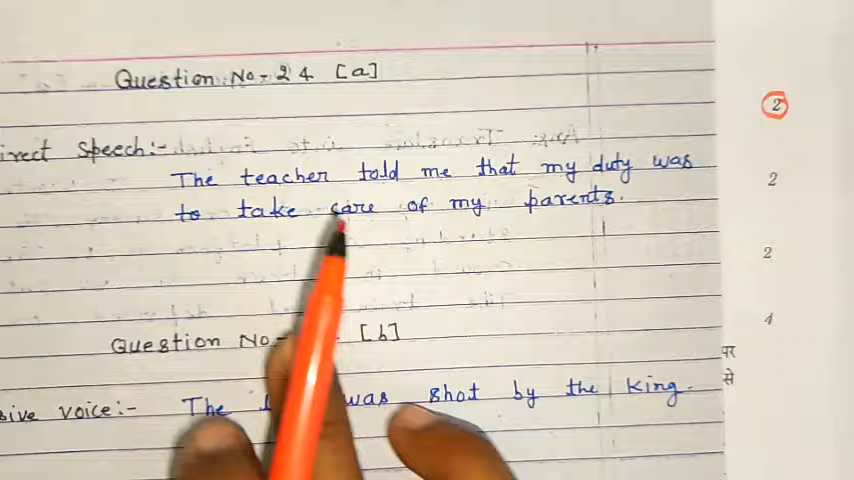 Question No- 24 [a]
2
irect Speech:-
The teacher told me that my duty was
2
to take care of my parents.
2
4
Question No- [b]
पर
से
sive voice:- The was shot by the King.